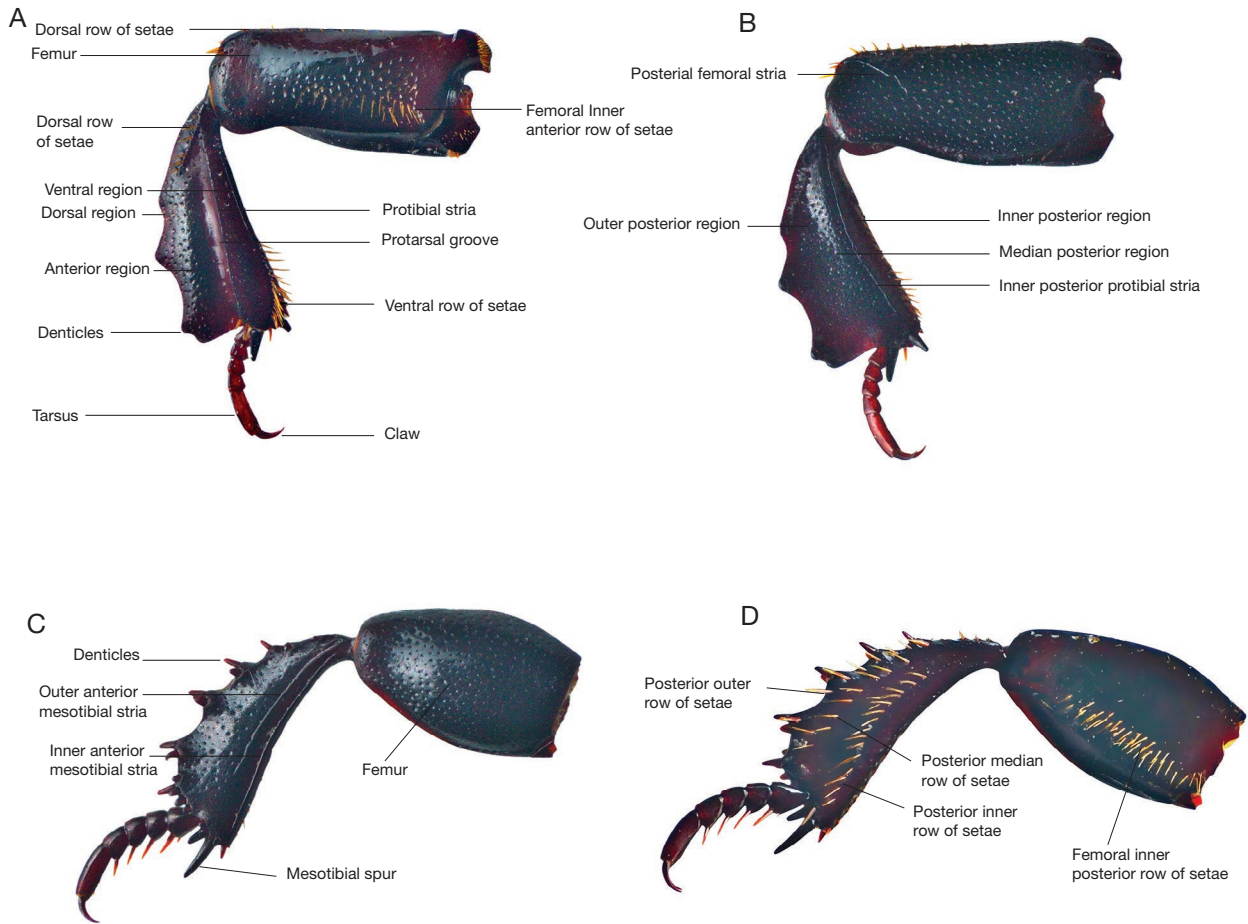 A
Dorsal row of setae
Femur
Dorsal row
of setae
Ventral region
Dorsal region
Anterior region
Denticles
Tarsus
Femoral Inner
anterior row of setae
Protibial stria
Protarsal groove
Ventral row of setae
Claw
B
Posterial femoral stria
Outer posterior region
Inner posterior region
Median posterior region
Inner posterior protibial stria
C
Denticles
Outer anterior
mesotibial stria
Inner anterior
mesotibial stria
Femur
Mesotibial spur
D
Posterior outer
row of setae
Posterior median
row of setae
Posterior inner
row of setae
Femoral inner
posterior row of setae